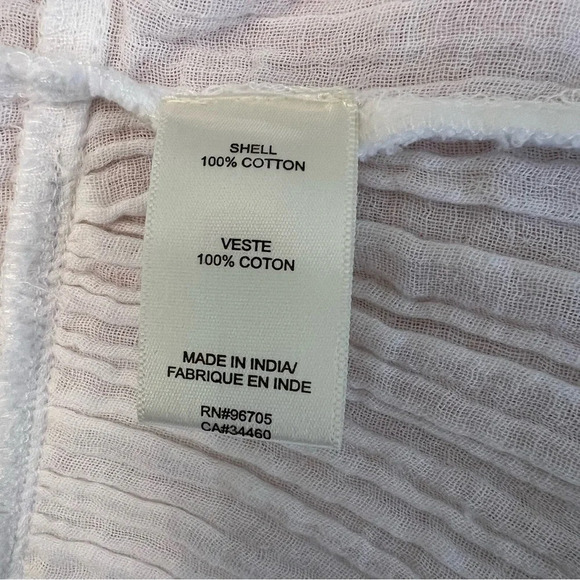 SHELL
100% COTTON
VESTE
100% COTON
MADE IN INDIA/
FABRIQUE EN INDE
RN#96705
CA#34460